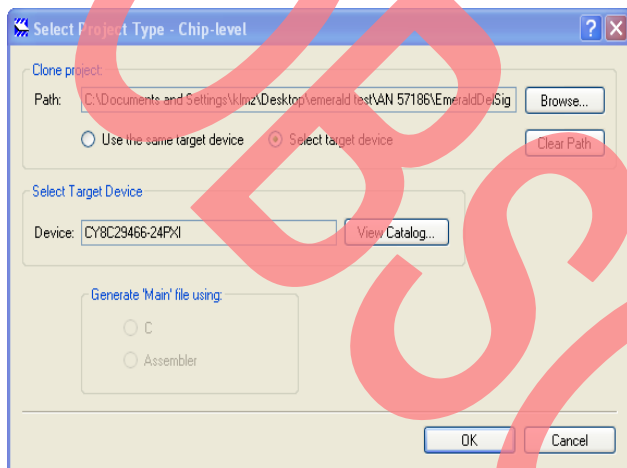 Select Project Type - Chip-level
Clone project:
Path: C:\Documents and Settings\klmz\Desktop\emerald test\AN 57186\EmeraldDelSig Browse...
Use the same target device Select target device Clear Path
Select Target Device
Device: CY8C29466-24PXI View Catalog...
Generate 'Main' file using:
C
Assembler
OK Cancel